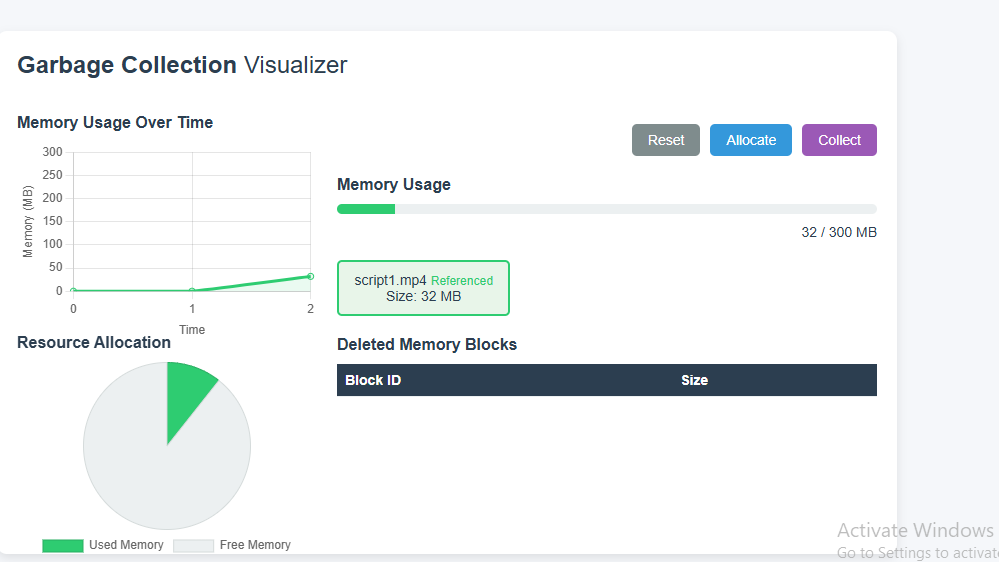 Garbage Collection Visualizer
Memory Usage Over Time
Reset
Allocate
Collect
300
250
200
150
100
50
0
Memory (MB)
0 1 2
Time
Memory Usage
32 / 300 MB
script1.mp4 Referenced
Size: 32 MB
Resource Allocation
Used Memory
Free Memory
Deleted Memory Blocks
Block ID Size
Activate Windows
Go to Settings to activat